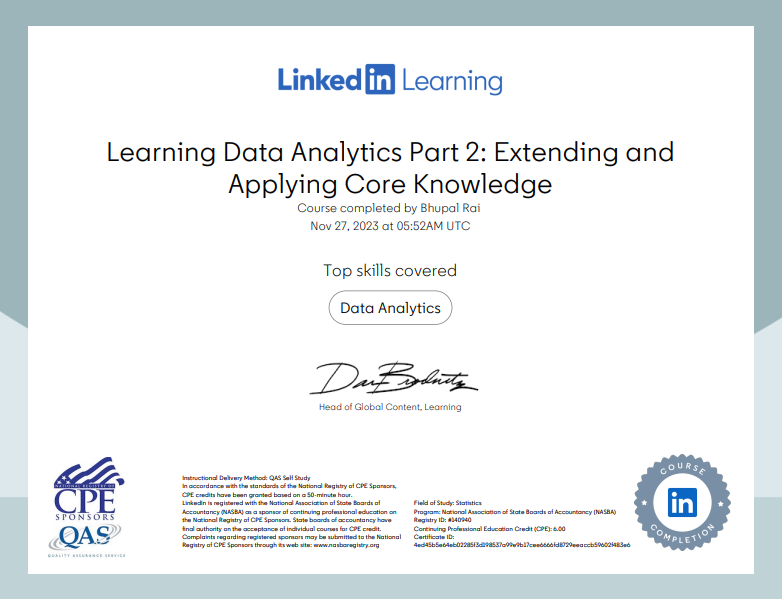 Linked in Learning
Learning Data Analytics Part 2: Extending and
Applying Core Knowledge
Course completed by Bhupal Rai
Nov 27, 2023 at 05:52AM UTC
Top skills covered
Data Analytics
Head of Global Content, Learning
NATIONAL REGISTRY OF
CPE
SPONSORS
QAS
QUALITY ASSURANCE SERVICE
Instructional Delivery Method: QAS Self Study
In accordance with the standards of the National Registry of CPE Sponsors,
CPE credits have been granted based on a 50-minute hour.
LinkedIn is registered with the National Association of State Boards of
Accountancy (NASBA) as a sponsor of continuing professional education on
the National Registry of CPE Sponsors. State boards of accountancy have
final authority on the acceptance of individual courses for CPE credit.
Complaints regarding registered sponsors may be submitted to the National
Registry of CPE Sponsors through its web site: www.nasbaregistry.org
Field of Study: Statistics
Program: National Association of State Boards of Accountancy (NASBA)
Registry ID: #140940
Continuing Professional Education Credit (CPE): 6.00
Certificate ID:
COURSE
in
COMPLETION